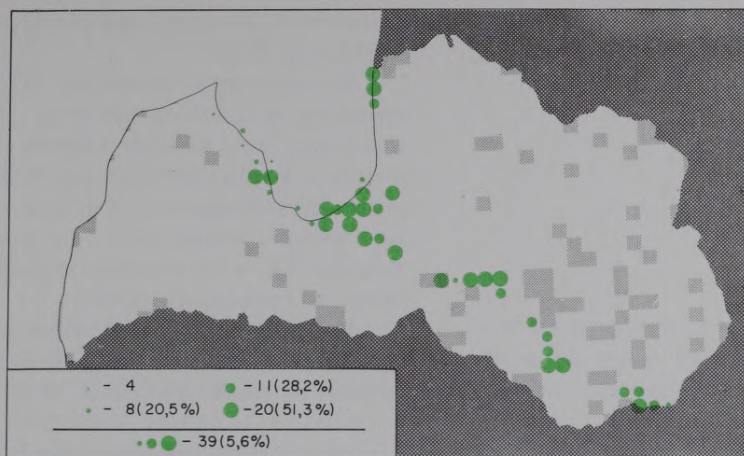 - 4 - 11(28,2%)
- 8(20,5%) - 20(51,3%)
- 39(5,6%)